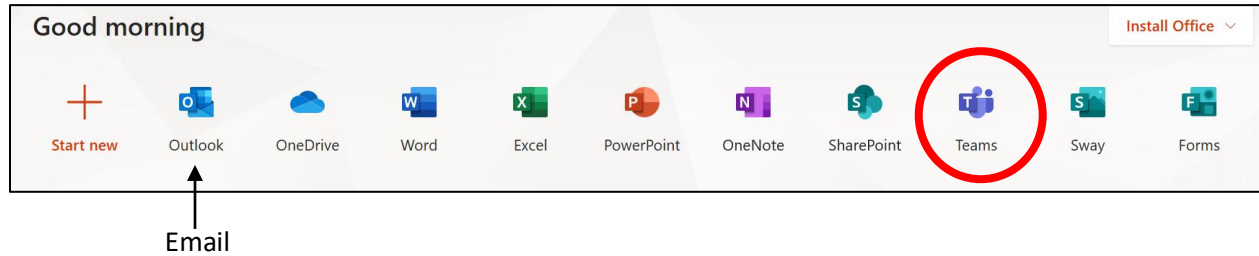 Good morning
Install Office
Start new Outlook OneDrive Word Excel PowerPoint OneNote SharePoint Teams Sway Forms
Email